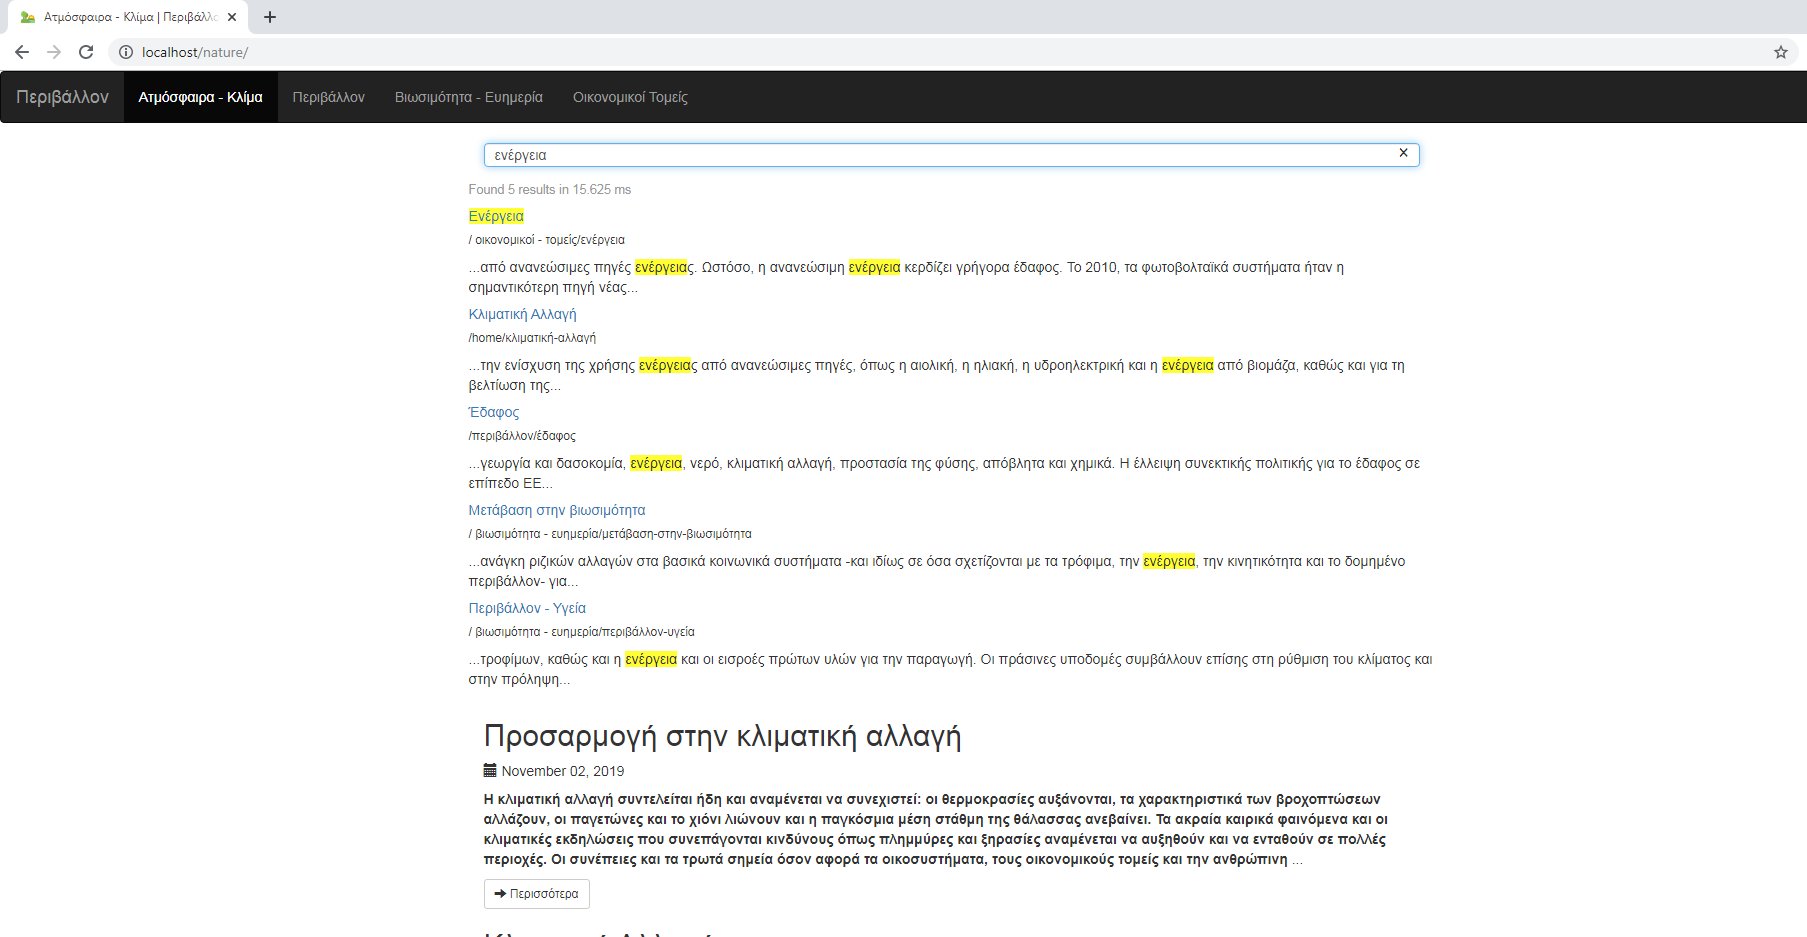 Ατμόσφαιρα - Κλίμα | Περιβάλλο
localhost/nature/
Περιβάλλον Ατμόσφαιρα - Κλίμα Περιβάλλον Βιωσιμότητα - Ευημερία Οικονομικοί Τομείς
ενέργεια
Found 5 results in 15.625 ms
Ενέργεια
/ οικονομικοί - τομείς/ενέργεια
...από ανανεώσιμες πηγές ενέργειας. Ωστόσο, η ανανεώσιμη ενέργεια κερδίζει γρήγορα έδαφος. Το 2010, τα φωτοβολταϊκά συστήματα ήταν η
σημαντικότερη πηγή νέας...
Κλιματική Αλλαγή
/home/κλιματική-αλλαγή
...την ενίσχυση της χρήσης ενέργειας από ανανεώσιμες πηγές, όπως η αιολική, η ηλιακή, η υδροηλεκτρική και η ενέργεια από βιομάζα, καθώς και για τη
βελτίωση της...
Έδαφος
/περιβάλλον/έδαφος
...γεωργία και δασοκομία, ενέργεια, νερό, κλιματική αλλαγή, προστασία της φύσης, απόβλητα και χημικά. Η έλλειψη συνεκτικής πολιτικής για το έδαφος σε
επίπεδο ΕΕ...
Μετάβαση στην βιωσιμότητα
/ βιωσιμότητα - ευημερία/μετάβαση-στην-βιωσιμότητα
...ανάγκη ριζικών αλλαγών στα βασικά κοινωνικά συστήματα -και ιδίως σε όσα σχετίζονται με τα τρόφιμα, την ενέργεια, την κινητικότητα και το δομημένο
περιβάλλον- για...
Περιβάλλον - Υγεία
/ βιωσιμότητα - ευημερία/περιβάλλον-υγεία
...τροφίμων, καθώς και η ενέργεια και οι εισροές πρώτων υλών για την παραγωγή. Οι πράσινες υποδομές συμβάλλουν επίσης στη ρύθμιση του κλίματος και
στην πρόληψη...
Προσαρμογή στην κλιματική αλλαγή
November 02, 2019
Η κλιματική αλλαγή συντελείται ήδη και αναμένεται να συνεχιστεί: οι θερμοκρασίες αυξάνονται, τα χαρακτηριστικά των βροχοπτώσεων
αλλάζουν, οι παγετώνες και το χιόνι λιώνουν και η παγκόσμια μέση στάθμη της θάλασσας ανεβαίνει. Τα ακραία καιρικά φαινόμενα και οι
κλιματικές εκδηλώσεις που συνεπάγονται κινδύνους όπως πλημμύρες και ξηρασίες αναμένεται να αυξηθούν και να ενταθούν σε πολλές
περιοχές. Οι συνέπειες και τα τρωτά σημεία όσον αφορά τα οικοσυστήματα, τους οικονομικούς τομείς και την ανθρώπινη ...
Περισσότερα